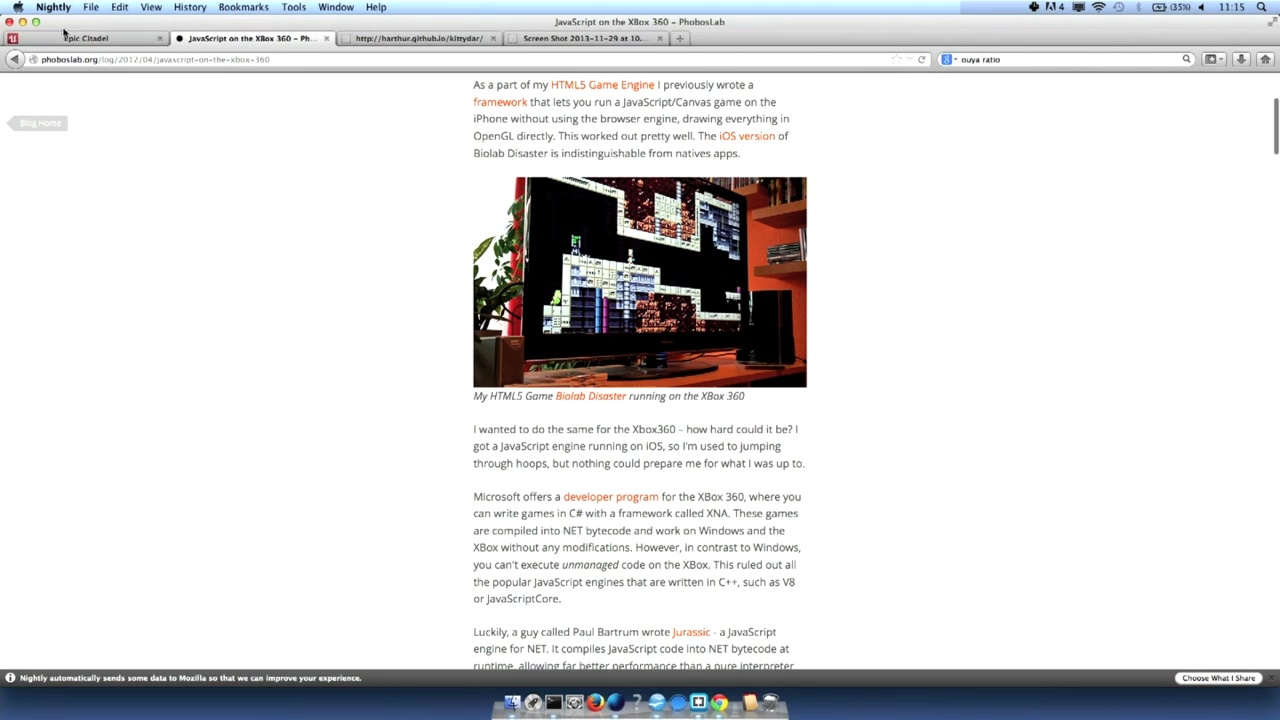 Nightly File Edit View History Bookmarks Tools Window Help 4 (35%) 11:15
JavaScript on the XBox 360 – PhobosLab
Epic Citadel JavaScript on the XBox 360 – Ph... http://harthur.github.io/kittydar/ Screen Shot 2013-11-29 at 10....
phoboslab.org/log/2012/04/javascript-on-the-xbox-360 ouya ratio
As a part of my HTML5 Game Engine I previously wrote a
framework that lets you run a JavaScript/Canvas game on the
iPhone without using the browser engine, drawing everything in
OpenGL directly. This worked out pretty well. The iOS version of
Biolab Disaster is indistinguishable from natives apps.
Blog Home
My HTML5 Game Biolab Disaster running on the XBox 360
I wanted to do the same for the Xbox360 – how hard could it be? I
got a JavaScript engine running on iOS, so I'm used to jumping
through hoops, but nothing could prepare me for what I was up to.
Microsoft offers a developer program for the XBox 360, where you
can write games in C# with a framework called XNA. These games
are compiled into NET bytecode and work on Windows and the
XBox without any modifications. However, in contrast to Windows,
you can't execute unmanaged code on the XBox. This ruled out all
the popular JavaScript engines that are written in C++, such as V8
or JavaScriptCore.
Luckily, a guy called Paul Bartrum wrote Jurassic - a JavaScript
engine for NET. It compiles JavaScript code into NET bytecode at
runtime, allowing far better performance than a pure interpreter
Nightly automatically sends some data to Mozilla so that we can improve your experience. Choose What I Share